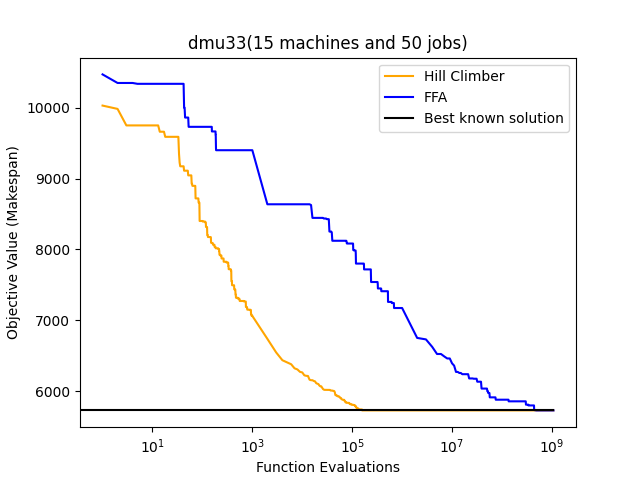 dmu33(15 machines and 50 jobs)
Hill Climber
FFA
Best known solution
Objective Value (Makespan)
10000
9000
8000
7000
6000
10^1
10^3
10^5
10^7
10^9
Function Evaluations